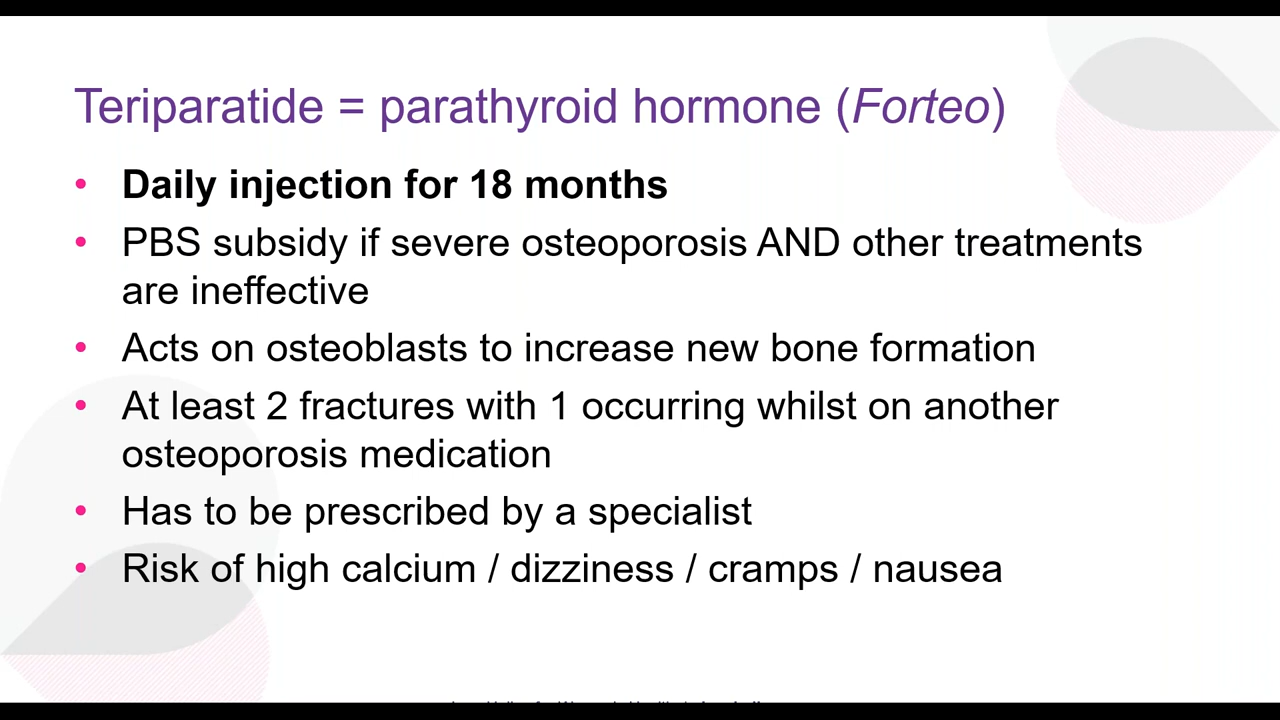 Teriparatide = parathyroid hormone (Forteo)
• Daily injection for 18 months
• PBS subsidy if severe osteoporosis AND other treatments
are ineffective
• Acts on osteoblasts to increase new bone formation
• At least 2 fractures with 1 occurring whilst on another
osteoporosis medication
• Has to be prescribed by a specialist
• Risk of high calcium / dizziness / cramps / nausea